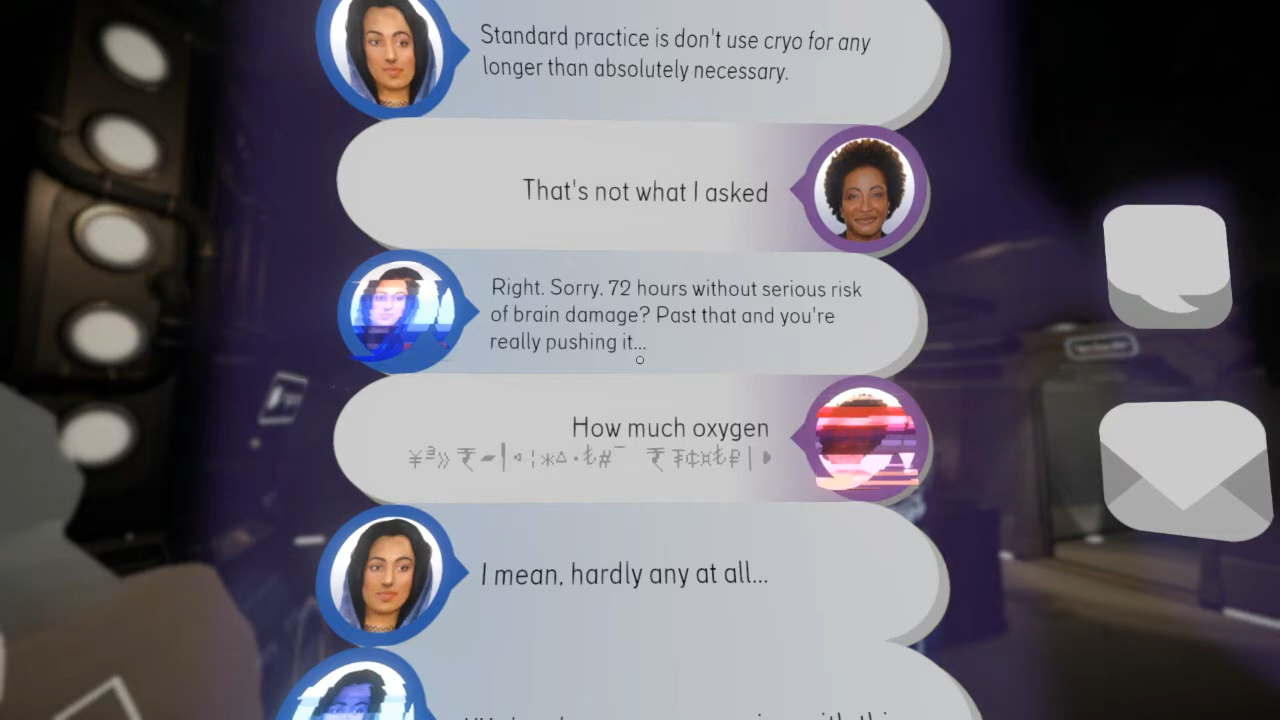 Standard practice is don't use cryo for any
longer than absolutely necessary.
That's not what I asked
Right. Sorry. 72 hours without serious risk
of brain damage? Past that and you're
really pushing it...
How much oxygen
I mean, hardly any at all...